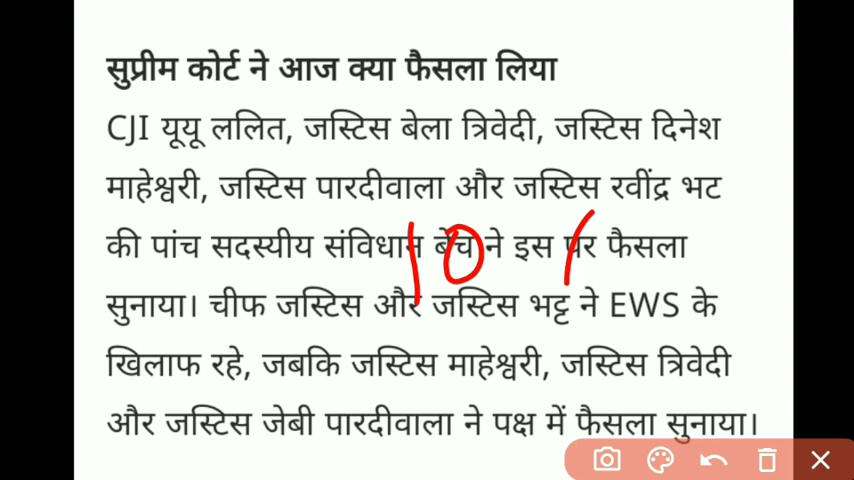 सुप्रीम कोर्ट ने आज क्या फैसला लिया
CJI यूयू ललित, जस्टिस बेला त्रिवेदी, जस्टिस दिनेश
माहेश्वरी, जस्टिस पारदीवाला और जस्टिस रवींद्र भट
की पांच सदस्यीय संविधान बेंच ने इस पर फैसला
सुनाया। चीफ जस्टिस और जस्टिस भट्ट ने EWS के
खिलाफ रहे, जबकि जस्टिस माहेश्वरी, जस्टिस त्रिवेदी
और जस्टिस जेबी पारदीवाला ने पक्ष में फैसला सुनाया।
10